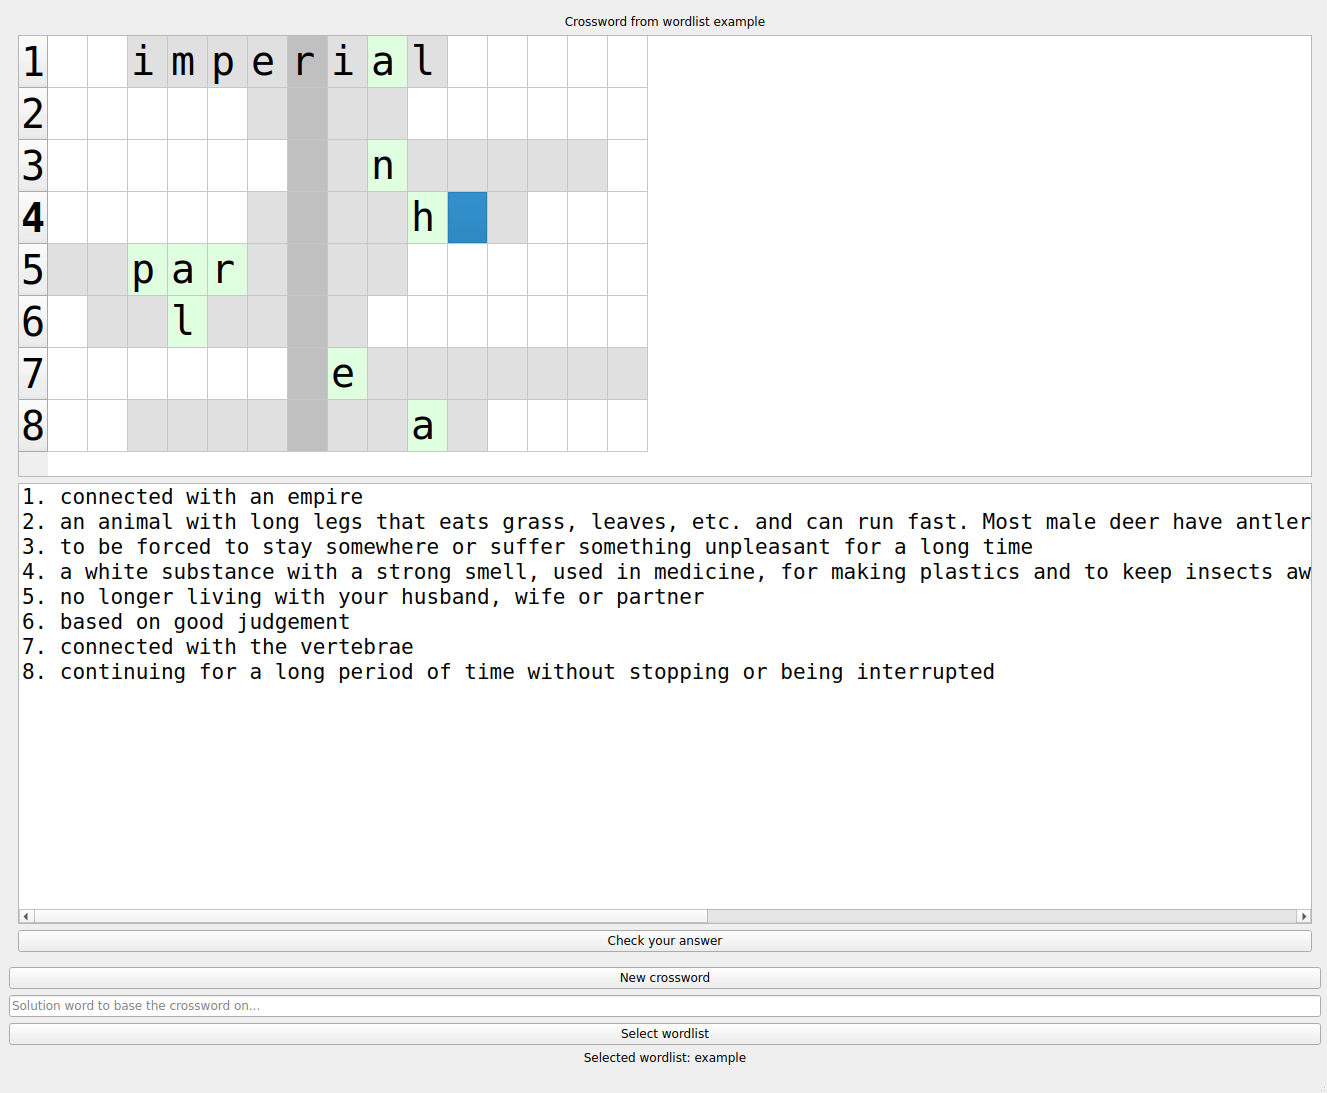 Crossword from wordlist example
1 i m p e r i a l
2
3 n
4 h
5 p a r
6 l
7 e
8 a
1. connected with an empire
2. an animal with long legs that eats grass, leaves, etc. and can run fast. Most male deer have antler
3. to be forced to stay somewhere or suffer something unpleasant for a long time
4. a white substance with a strong smell, used in medicine, for making plastics and to keep insects aw
5. no longer living with your husband, wife or partner
6. based on good judgement
7. connected with the vertebrae
8. continuing for a long period of time without stopping or being interrupted
Check your answer
New crossword
Solution word to base the crossword on...
Select wordlist
Selected wordlist: example